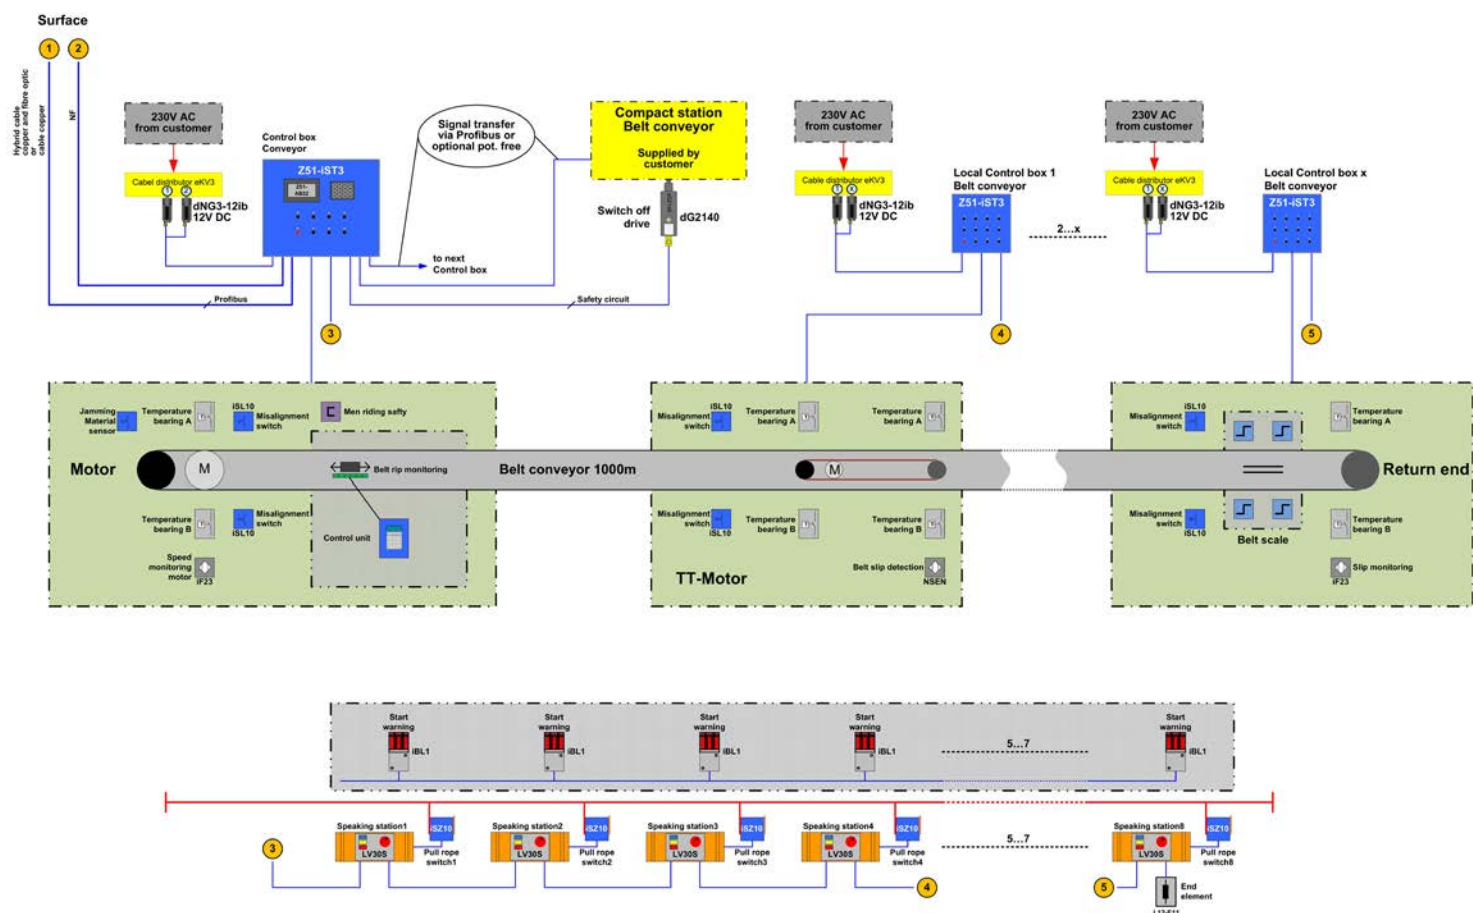 Surface
1
2
Hybrid cable
copper and fibre optic
or
cable copper
NF
230V AC
from customer
Cabel distributor eKV3
1
2
dNG3-12ib
12V DC
Control box
Conveyor
Z51-iST3
Z51-
Signal transfer
via Profibus or
optional pot. free
to next
Control box
Compact station
Belt conveyor
Supplied by
customer
Switch off
drive
dG2140
Profibus
Safety circuit
3
230V AC
from customer
Cable distributor eKV3
1
x
dNG3-12ib
12V DC
Local Control box 1
Belt conveyor
Z51-iST3
2...x
4
230V AC
from customer
Cable distributor eKV3
1
x
dNG3-12ib
12V DC
Local Control box x
Belt conveyor
Z51-iST3
5
Jamming
Material
sensor
Temperature
bearing A
iSL10
Misalignment
switch
Men riding safty
Motor
M
Belt rip monitoring
Belt conveyor 1000m
Temperature
bearing B
Misalignment
switch
iSL10
Control unit
Speed
monitoring
motor
iF23
iSL10
Misalignment
switch
Temperature
bearing A
Temperature
bearing A
M
Misalignment
switch
iSL10
Temperature
bearing B
Temperature
bearing B
TT-Motor
Belt slip detection
NSEN
iSL10
Misalignment
switch
Temperature
bearing A
Return end
Misalignment
switch
iSL10
Belt scale
Temperature
bearing B
Slip monitoring
iF23
Start
warning
iBL1
Start
warning
iBL1
Start
warning
iBL1
Start
warning
iBL1
5...7
Start
warning
iBL1
Speaking station1
LV30S
iSZ10
Pull rope
switch1
Speaking station2
LV30S
iSZ10
Pull rope
switch2
Speaking station3
LV30S
iSZ10
Pull rope
switch3
Speaking station4
LV30S
iSZ10
Pull rope
switch4
5...7
Speaking station8
LV30S
iSZ10
Pull rope
switch8
3
4
5
End
element